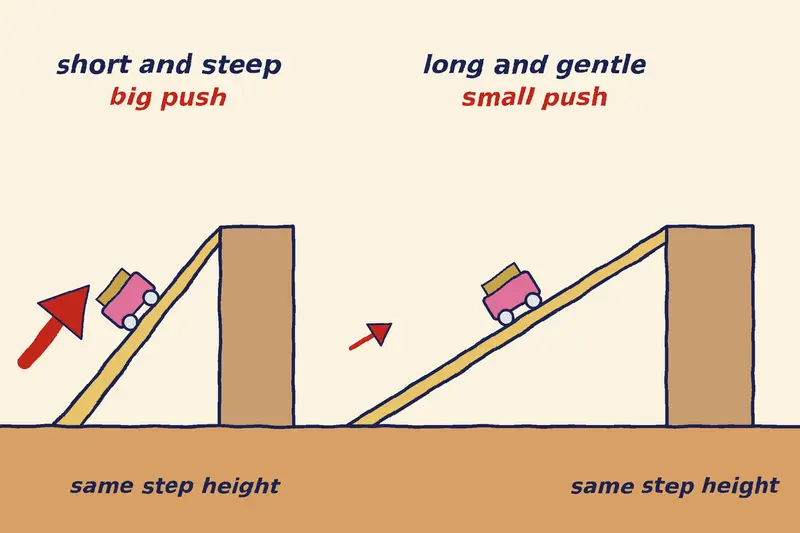 short and steep
big push
long and gentle
small push
same step height
same step height